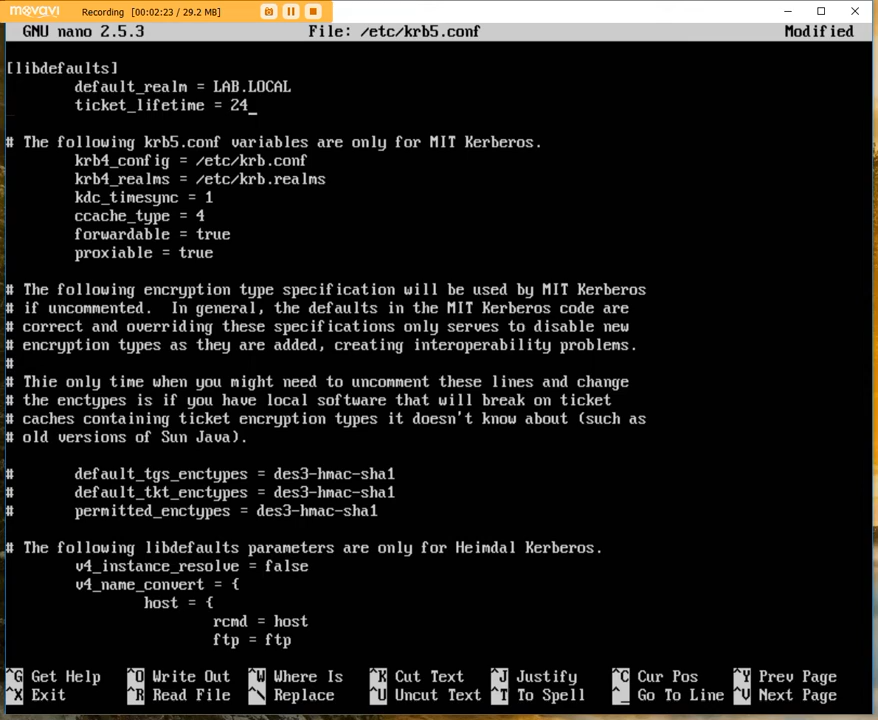 movavi Recording [00:02:23 / 29.2 MB]
GNU nano 2.5.3 File: /etc/krb5.conf Modified
[libdefaults]
default_realm = LAB.LOCAL
ticket_lifetime = 24_
# The following krb5.conf variables are only for MIT Kerberos.
krb4_config = /etc/krb.conf
krb4_realms = /etc/krb.realms
kdc_timesync = 1
ccache_type = 4
forwardable = true
proxiable = true
# The following encryption type specification will be used by MIT Kerberos
# if uncommented.  In general, the defaults in the MIT Kerberos code are
# correct and overriding these specifications only serves to disable new
# encryption types as they are added, creating interoperability problems.
#
# Thie only time when you might need to uncomment these lines and change
# the enctypes is if you have local software that will break on ticket
# caches containing ticket encryption types it doesn't know about (such as
# old versions of Sun Java).
# default_tgs_enctypes = des3-hmac-sha1
# default_tkt_enctypes = des3-hmac-sha1
# permitted_enctypes = des3-hmac-sha1
# The following libdefaults parameters are only for Heimdal Kerberos.
v4_instance_resolve = false
v4_name_convert = {
host = {
rcmd = host
ftp = ftp
^G Get Help ^O Write Out ^W Where Is ^K Cut Text ^J Justify ^C Cur Pos ^Y Prev Page
^X Exit ^R Read File ^\ Replace ^U Uncut Text ^T To Spell ^_ Go To Line ^V Next Page